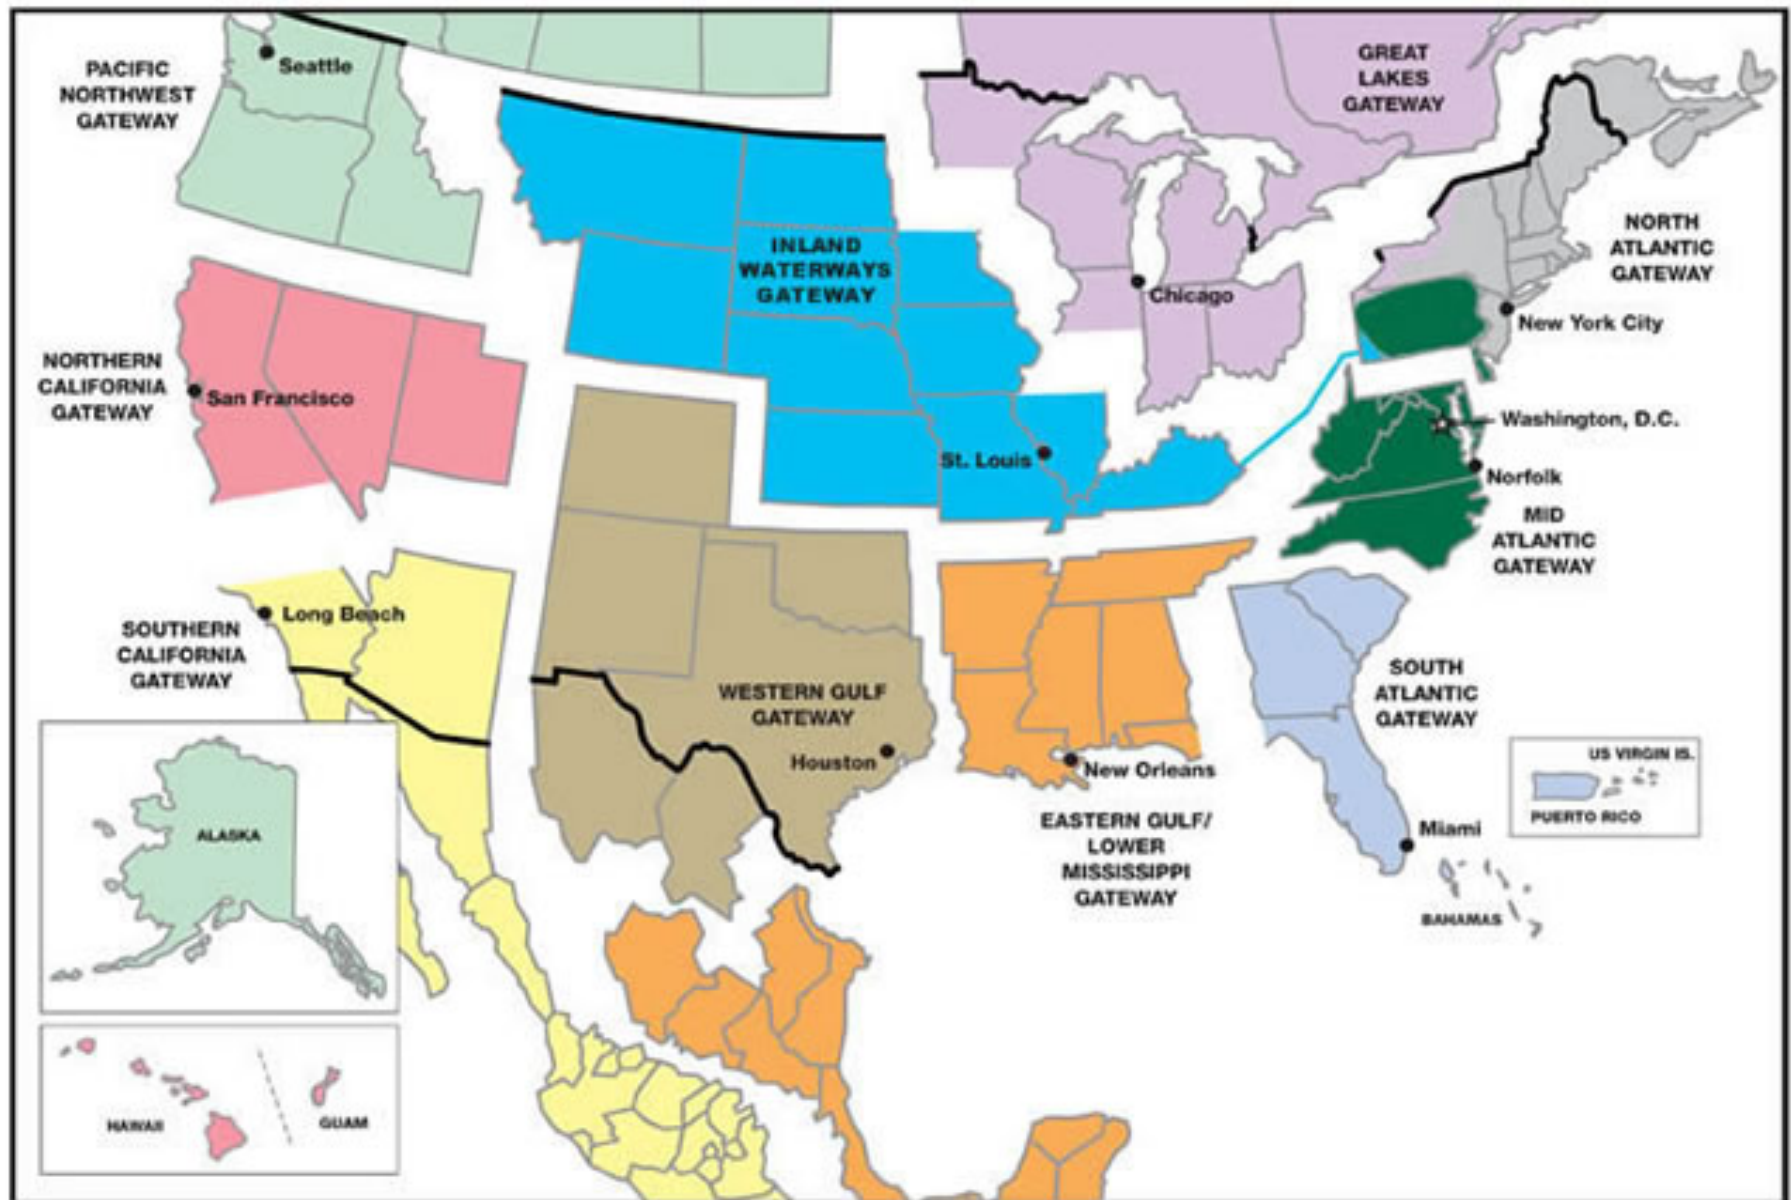 PACIFIC
NORTHWEST
GATEWAY
Seattle
GREAT
LAKES
GATEWAY
INLAND
WATERWAYS
GATEWAY
NORTH
ATLANTIC
GATEWAY
Chicago
New York City
NORTHERN
CALIFORNIA
GATEWAY
San Francisco
St. Louis
Washington, D.C.
Norfolk
MID
ATLANTIC
GATEWAY
Long Beach
SOUTHERN
CALIFORNIA
GATEWAY
WESTERN GULF
GATEWAY
Houston
New Orleans
EASTERN GULF/
LOWER
MISSISSIPPI
GATEWAY
SOUTH
ATLANTIC
GATEWAY
Miami
US VIRGIN IS.
PUERTO RICO
BAHAMAS
ALASKA
HAWAII
GUAM